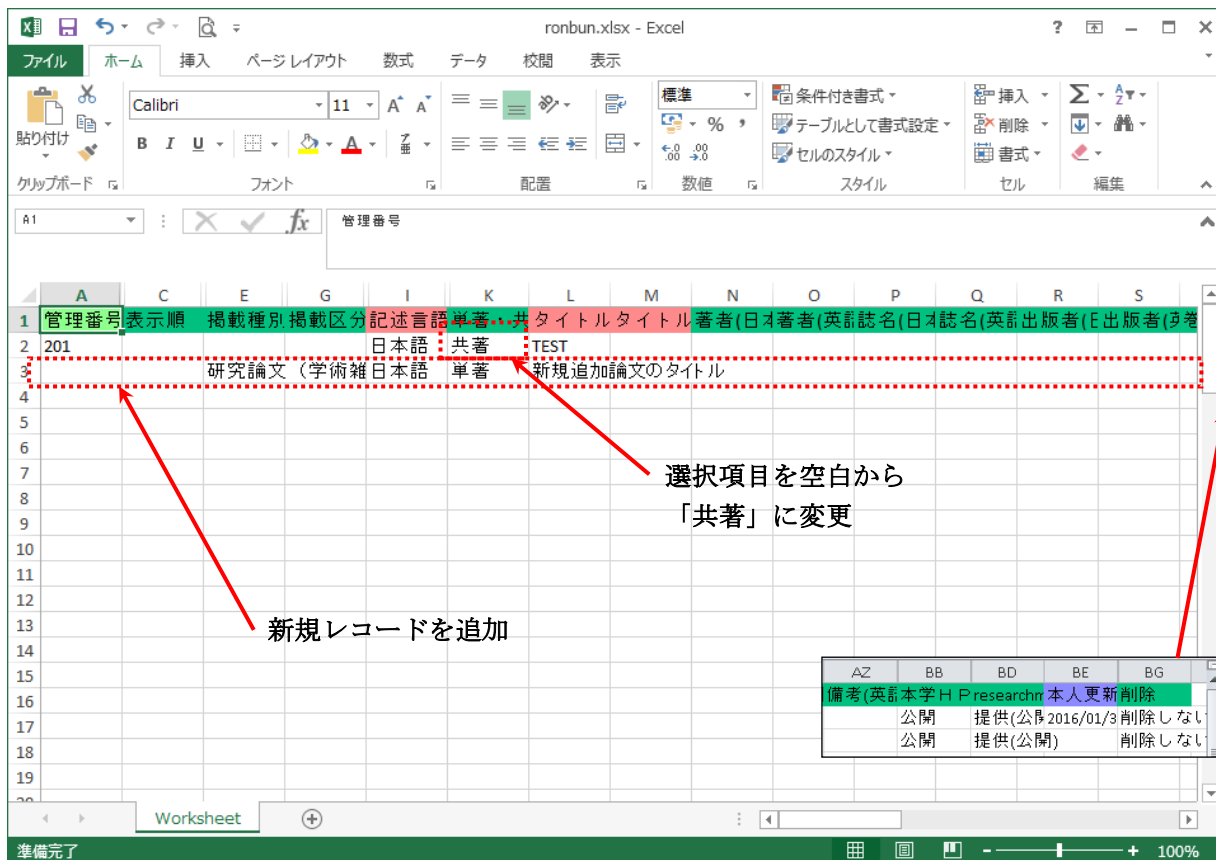 ronbun.xlsx - Excel
ファイル ホーム 挿入 ページ レイアウト 数式 データ 校閲 表示
貼り付け
Calibri 11
B I U
標準
% ,
条件付き書式
テーブルとして書式設定
セルのスタイル
挿入
削除
書式
クリップボード フォント 配置 数値 スタイル セル 編集
A1 fx 管理番号
A C E G I K L M N O P Q R S
1 管理番号 表示順 掲載種別 掲載区分 記述言語 単著・共 タイトル タイトル 著者(日本 著者(英語 誌名(日本 誌名(英語 出版者(日 出版者(英 巻
2 201 日本語 共著 TEST
3 研究論文（学術雑 日本語 単著 新規追加論文のタイトル
4
5
6
7
8
9
10
11
12
13
14
15
16
17
18
19
選択項目を空白から
「共著」に変更
新規レコードを追加
AZ BB BD BE BG
備考(英語 本学ＨＰ researchm 本人更新 削除
公開 提供(公開 2016/01/3 削除しない
公開 提供(公開) 削除しない
Worksheet
準備完了 100%